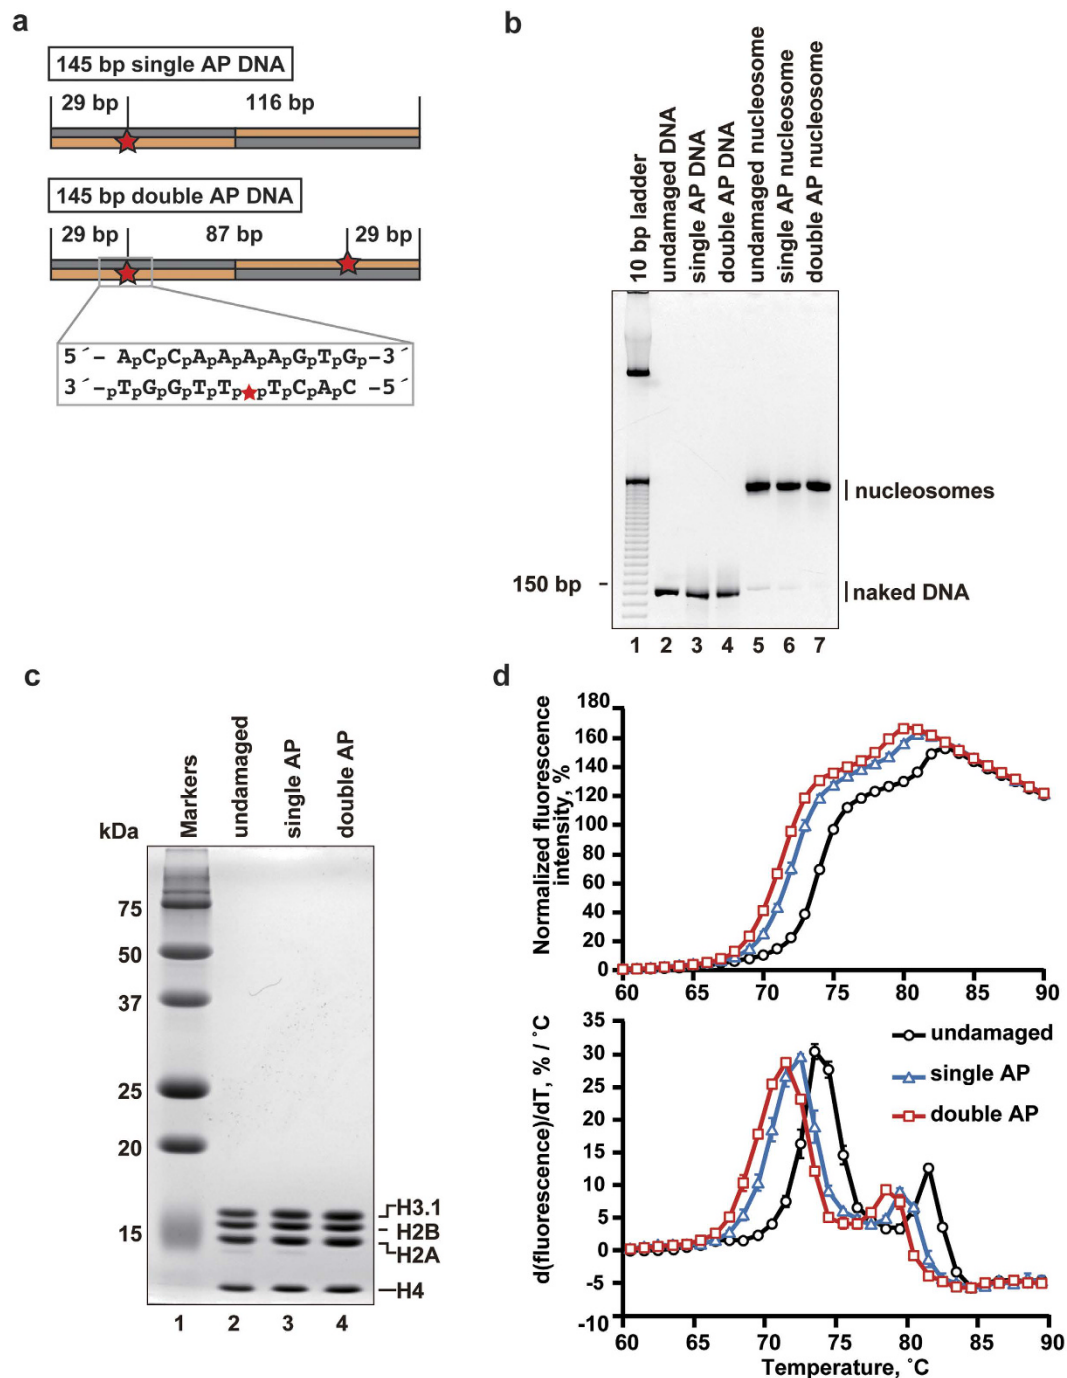 a
145 bp single AP DNA
29 bp 116 bp
145 bp double AP DNA
29 bp 87 bp 29 bp
5´– ApCpCpApApApApGpTpGp–3´
3´–pTpGpGpTpTp★pTpCpApC –5´
b
10 bp ladder
undamaged DNA
single AP DNA
double AP DNA
undamaged nucleosome
single AP nucleosome
double AP nucleosome
nucleosomes
150 bp
naked DNA
1 2 3 4 5 6 7
c
kDa
Markers
undamaged
single AP
double AP
75
50
37
25
20
15
H3.1
H2B
H2A
H4
1 2 3 4
d
Normalized fluorescence
intensity, %
180
160
140
120
100
80
60
40
20
0
60 65 70 75 80 85 90
d(fluorescence)/dT, % / ˚C
35
30
25
20
15
10
5
0
-5
-10
undamaged
single AP
double AP
60 65 70 75 80 85 90
Temperature, ˚C